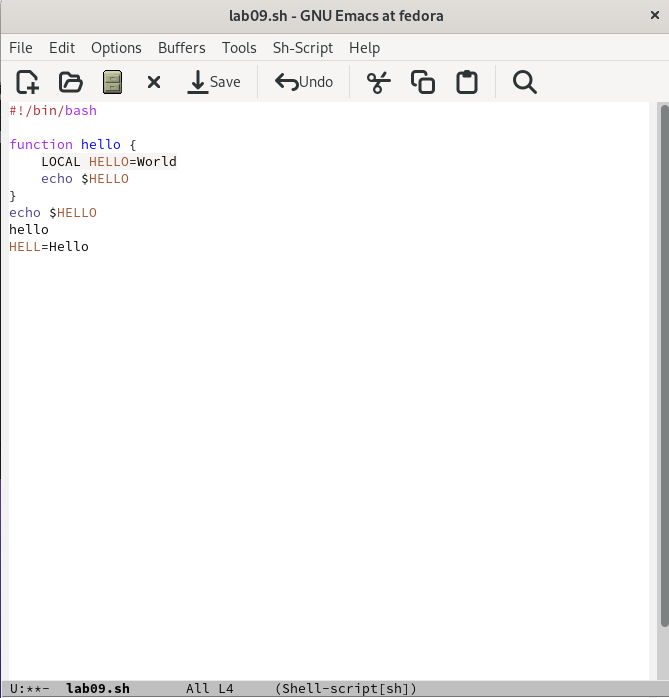 lab09.sh - GNU Emacs at fedora
File Edit Options Buffers Tools Sh-Script Help
Save Undo
#!/bin/bash
function hello {
    LOCAL HELLO=World
    echo $HELLO
}
echo $HELLO
hello
HELL=Hello
U:**- lab09.sh All L4 (Shell-script[sh])